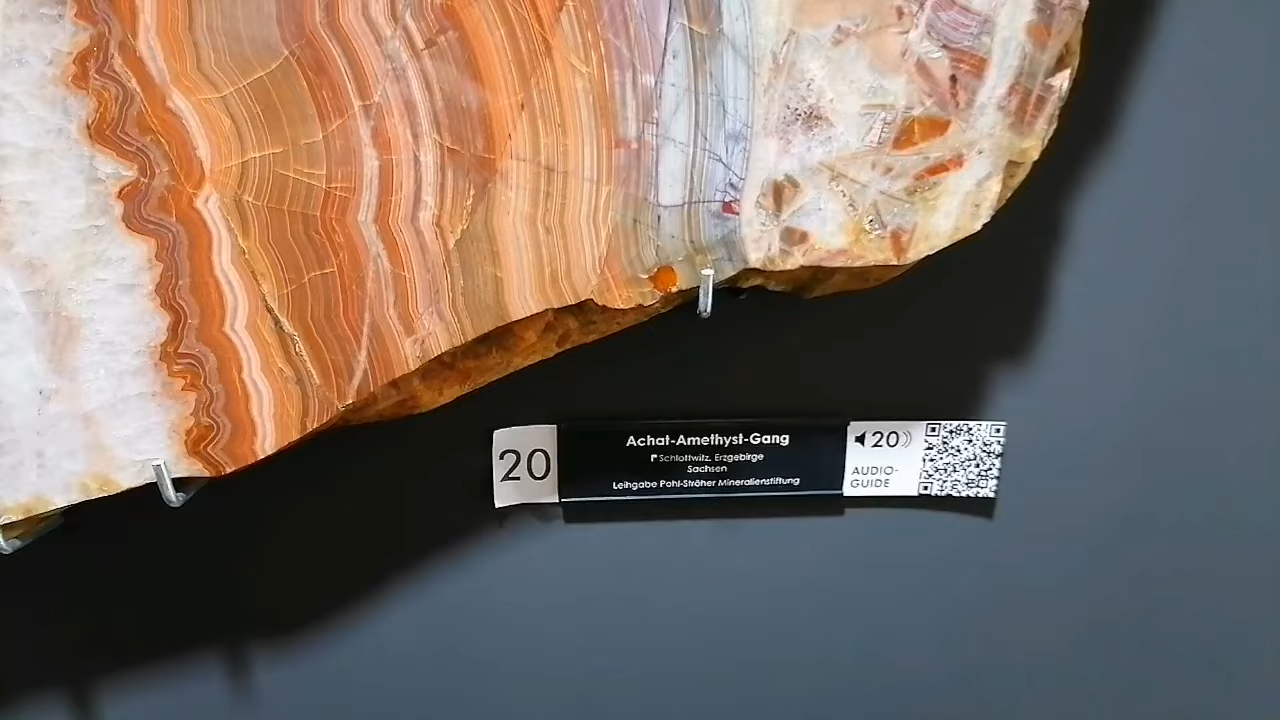 20
Achat-Amethyst-Gang
Schlottwitz, Erzgebirge
Sachsen
Leihgabe Pohl-Ströher Mineralienstiftung
20
AUDIO-
GUIDE